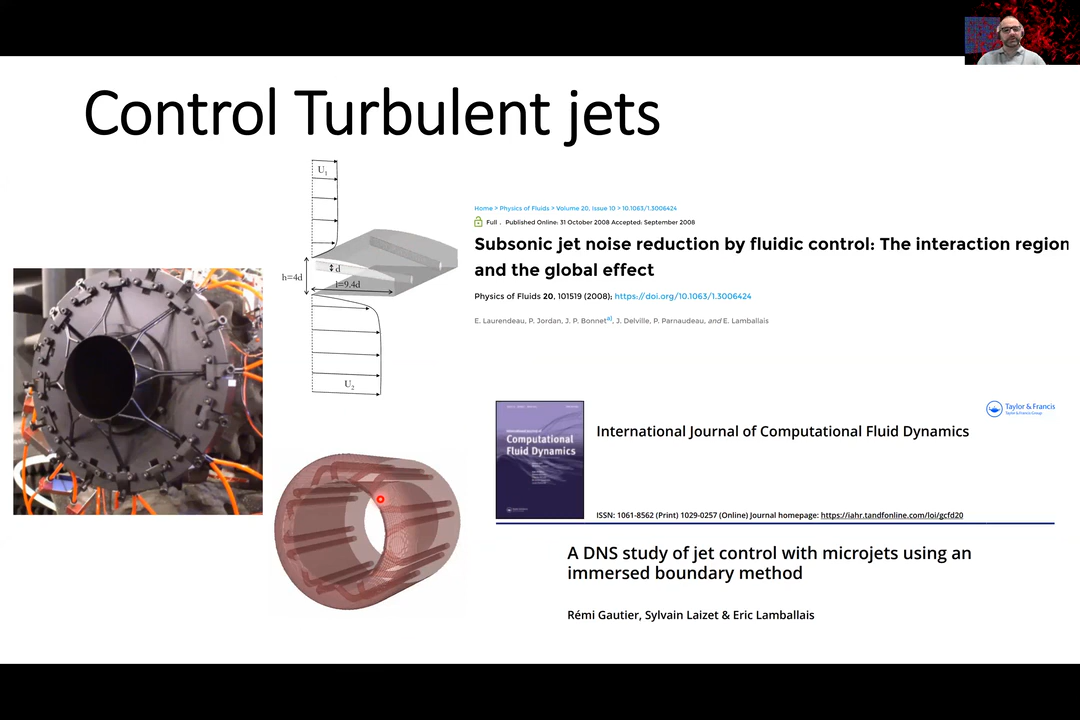 Control Turbulent jets
U1
d
h=4d
l=9.4d
U2
Home > Physics of Fluids > Volume 20, Issue 10 > 10.1063/1.3006424
Full . Published Online: 31 October 2008 Accepted: September 2008
Subsonic jet noise reduction by fluidic control: The interaction region
and the global effect
Physics of Fluids 20, 101519 (2008); https://doi.org/10.1063/1.3006424
E. Laurendeau, P. Jordan, J. P. Bonnet a), J. Delville, P. Parnaudeau, and E. Lamballais
Taylor & Francis
Taylor & Francis Group
Computational
Fluid Dynamics
International Journal of Computational Fluid Dynamics
ISSN: 1061-8562 (Print) 1029-0257 (Online) Journal homepage: https://iahr.tandfonline.com/loi/gcfd20
A DNS study of jet control with microjets using an
immersed boundary method
Rémi Gautier, Sylvain Laizet & Eric Lamballais